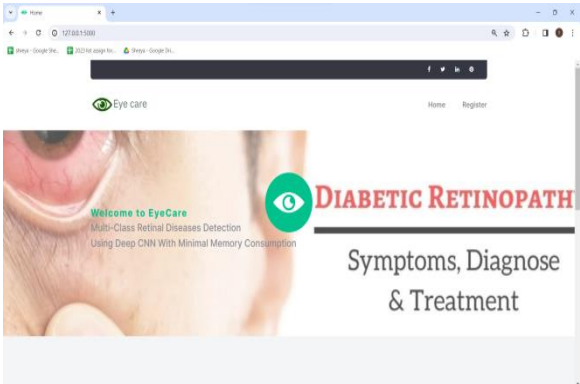 Home
127.0.0.1:5000
Eye care
Home Register
DIABETIC RETINOPATH
Welcome to EyeCare
Multi-Class Retinal Diseases Detection
Using Deep CNN With Minimal Memory Consumption
Symptoms, Diagnose
& Treatment